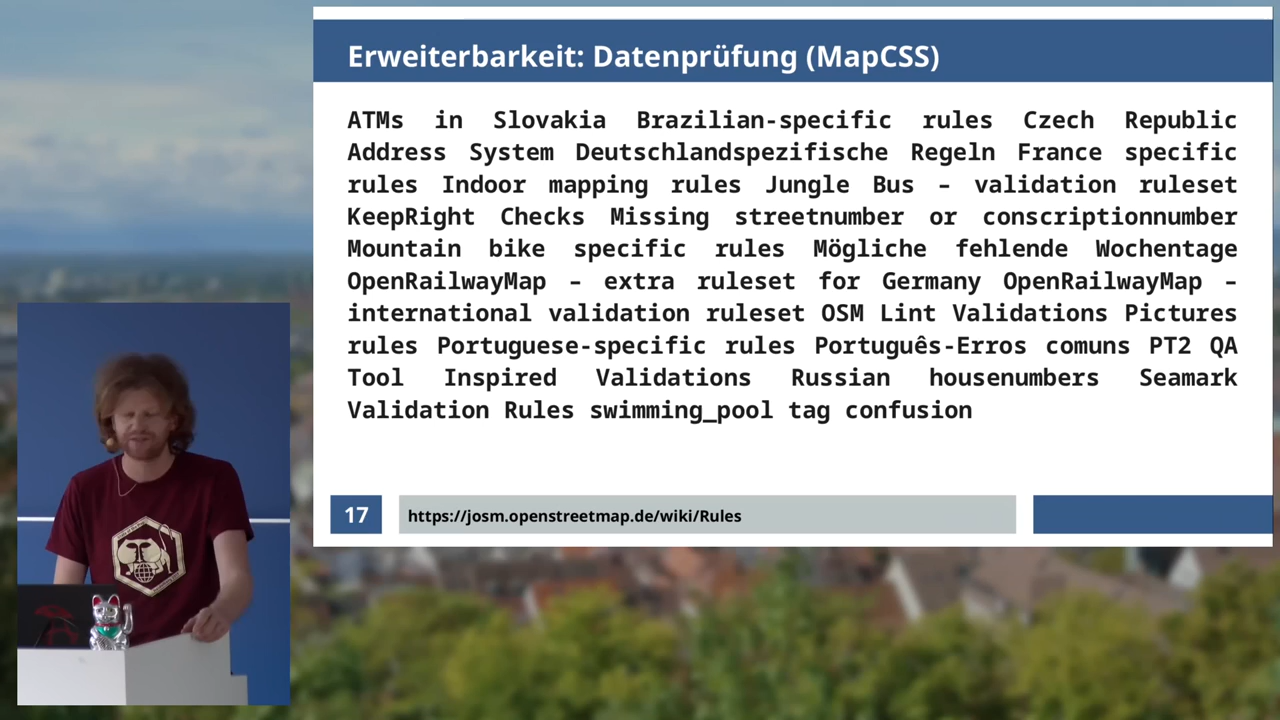 Erweiterbarkeit: Datenprüfung (MapCSS)
ATMs in Slovakia Brazilian-specific rules Czech Republic
Address System Deutschlandspezifische Regeln France specific
rules Indoor mapping rules Jungle Bus – validation ruleset
KeepRight Checks Missing streetnumber or conscriptionnumber
Mountain bike specific rules Mögliche fehlende Wochentage
OpenRailwayMap – extra ruleset for Germany OpenRailwayMap –
international validation ruleset OSM Lint Validations Pictures
rules Portuguese-specific rules Português-Erros comuns PT2 QA
Tool Inspired Validations Russian housenumbers Seamark
Validation Rules swimming_pool tag confusion
17
https://josm.openstreetmap.de/wiki/Rules